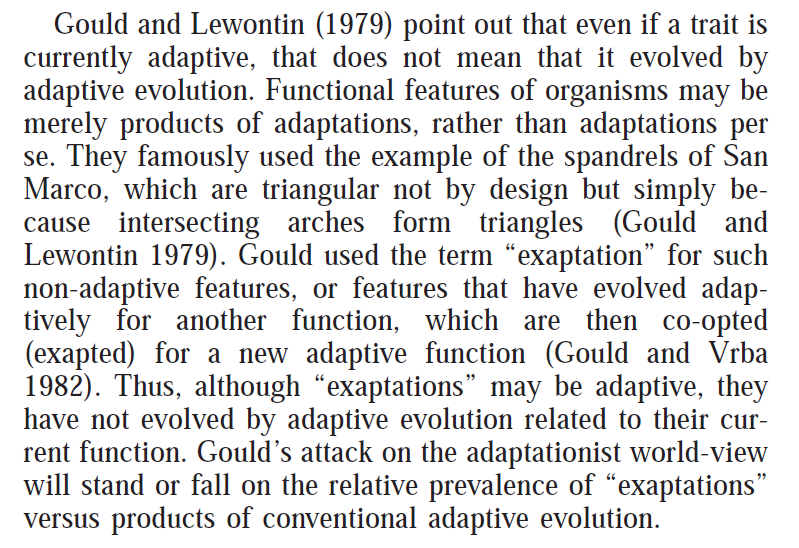 Gould and Lewontin (1979) point out that even if a trait is
currently adaptive, that does not mean that it evolved by
adaptive evolution. Functional features of organisms may be
merely products of adaptations, rather than adaptations per
se. They famously used the example of the spandrels of San
Marco, which are triangular not by design but simply be-
cause intersecting arches form triangles (Gould and
Lewontin 1979). Gould used the term “exaptation” for such
non-adaptive features, or features that have evolved adap-
tively for another function, which are then co-opted
(exapted) for a new adaptive function (Gould and Vrba
1982). Thus, although “exaptations” may be adaptive, they
have not evolved by adaptive evolution related to their cur-
rent function. Gould’s attack on the adaptationist world-view
will stand or fall on the relative prevalence of “exaptations”
versus products of conventional adaptive evolution.